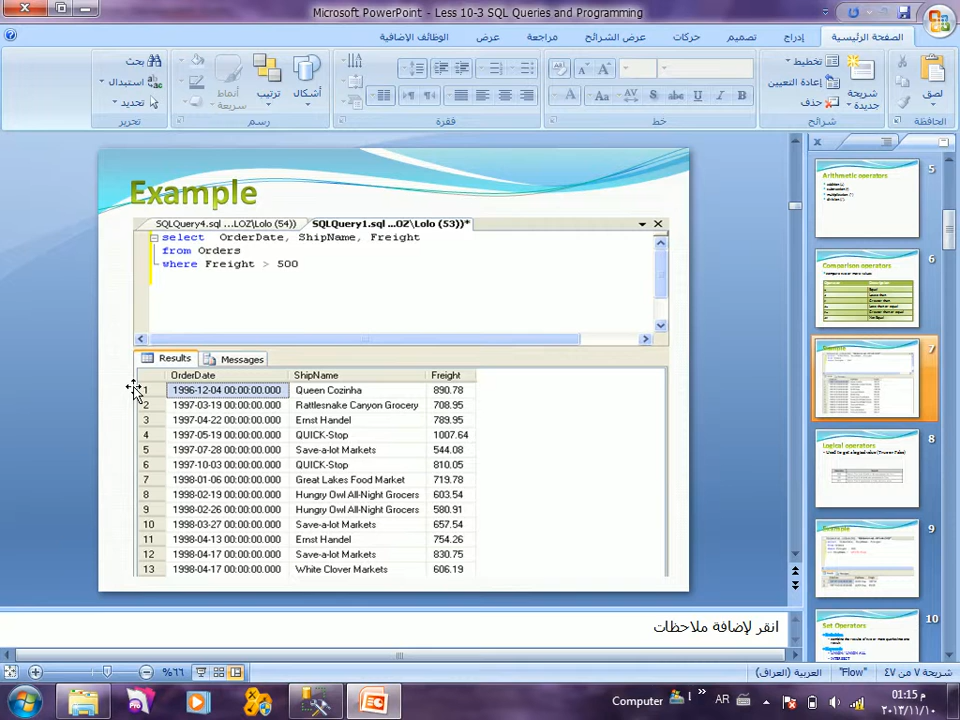 Microsoft PowerPoint - Less 10-3 SQL Queries and Programming
الصفحة الرئيسية
إدراج
تصميم
حركات
عرض الشرائح
مراجعة
عرض
الوظائف الإضافية
لصق
الحافظة
شريحة جديدة
تخطيط
إعادة التعيين
حذف
شرائح
خط
فقرة
أشكال
ترتيب
أنماط سريعة
رسم
بحث
استبدال
تحديد
تحرير
Example
SQLQuery4.sql ...LOZ\Lolo (54))
SQLQuery1.sql ...OZ\Lolo (53))*
select OrderDate, ShipName, Freight
from Orders
where Freight > 500
Results
Messages
OrderDate ShipName Freight
1 1996-12-04 00:00:00.000 Queen Cozinha 890.78
2 1997-03-19 00:00:00.000 Rattlesnake Canyon Grocery 708.95
3 1997-04-22 00:00:00.000 Ernst Handel 789.95
4 1997-05-19 00:00:00.000 QUICK-Stop 1007.64
5 1997-07-28 00:00:00.000 Save-a-lot Markets 544.08
6 1997-10-03 00:00:00.000 QUICK-Stop 810.05
7 1998-01-06 00:00:00.000 Great Lakes Food Market 719.78
8 1998-02-19 00:00:00.000 Hungry Owl All-Night Grocers 603.54
9 1998-02-26 00:00:00.000 Hungry Owl All-Night Grocers 580.91
10 1998-03-27 00:00:00.000 Save-a-lot Markets 657.54
11 1998-04-13 00:00:00.000 Ernst Handel 754.26
12 1998-04-17 00:00:00.000 Save-a-lot Markets 830.75
13 1998-04-17 00:00:00.000 White Clover Markets 606.19
5
Arithmetic operators
6
Comparison operators
7
Example
8
Logical operators
9
Example
10
Set Operators
انقر لإضافة ملاحظات
شريحة ٧ من ٤٧
"Flow"
العربية (العراق)
٪٦٦
Computer
AR
01:15 م
٢٠١٣/١١/١٠